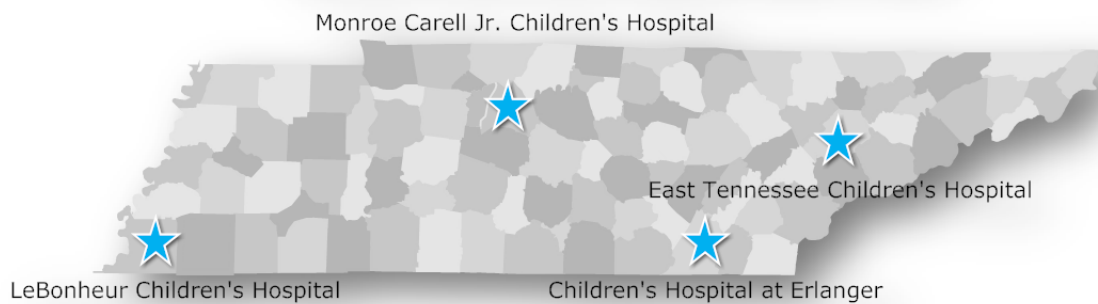 Monroe Carell Jr. Children's Hospital
East Tennessee Children's Hospital
LeBonheur Children's Hospital
Children's Hospital at Erlanger